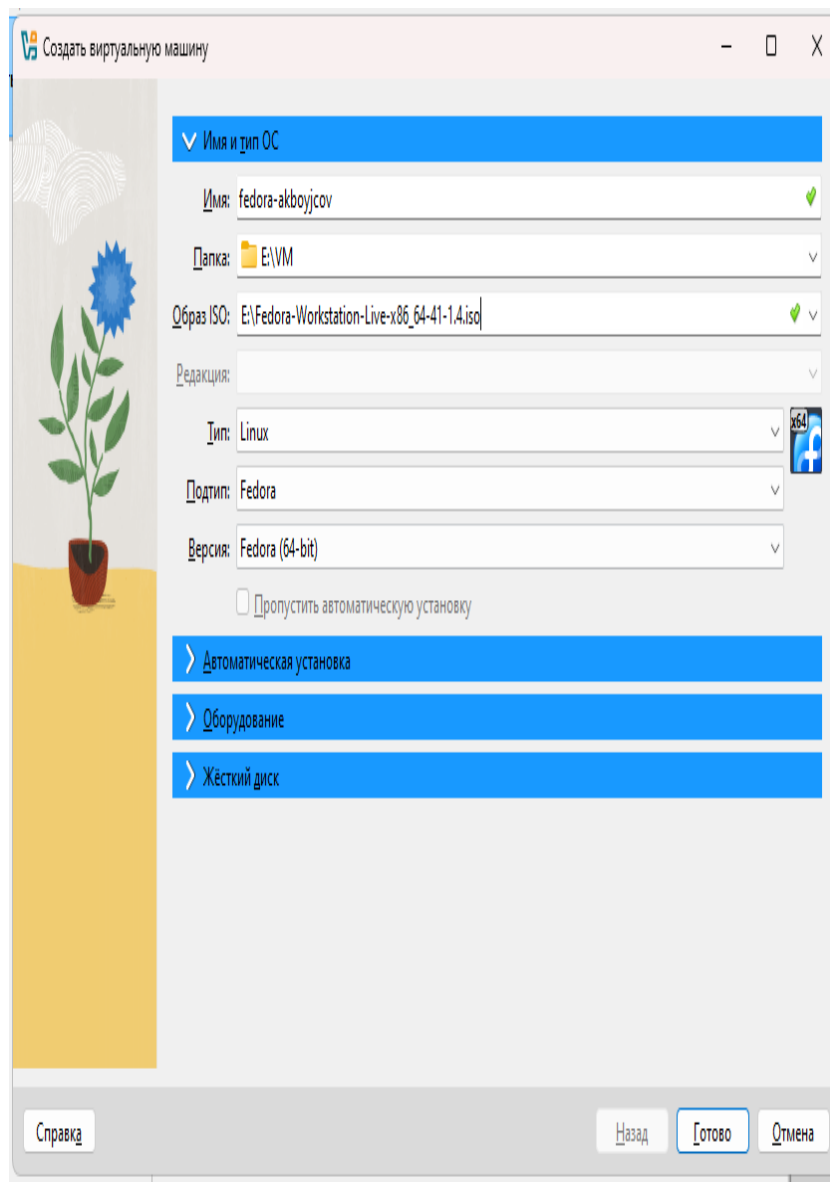 Создать виртуальную машину
Имя и тип ОС
Имя: fedora-akboyjcov
Папка: E:\VM
Образ ISO: E:\Fedora-Workstation-Live-x86_64-41-1.4.iso
Редакция:
Тип: Linux
x64
Подтип: Fedora
Версия: Fedora (64-bit)
Пропустить автоматическую установку
Автоматическая установка
Оборудование
Жёсткий диск
Справка Назад Готово Отмена